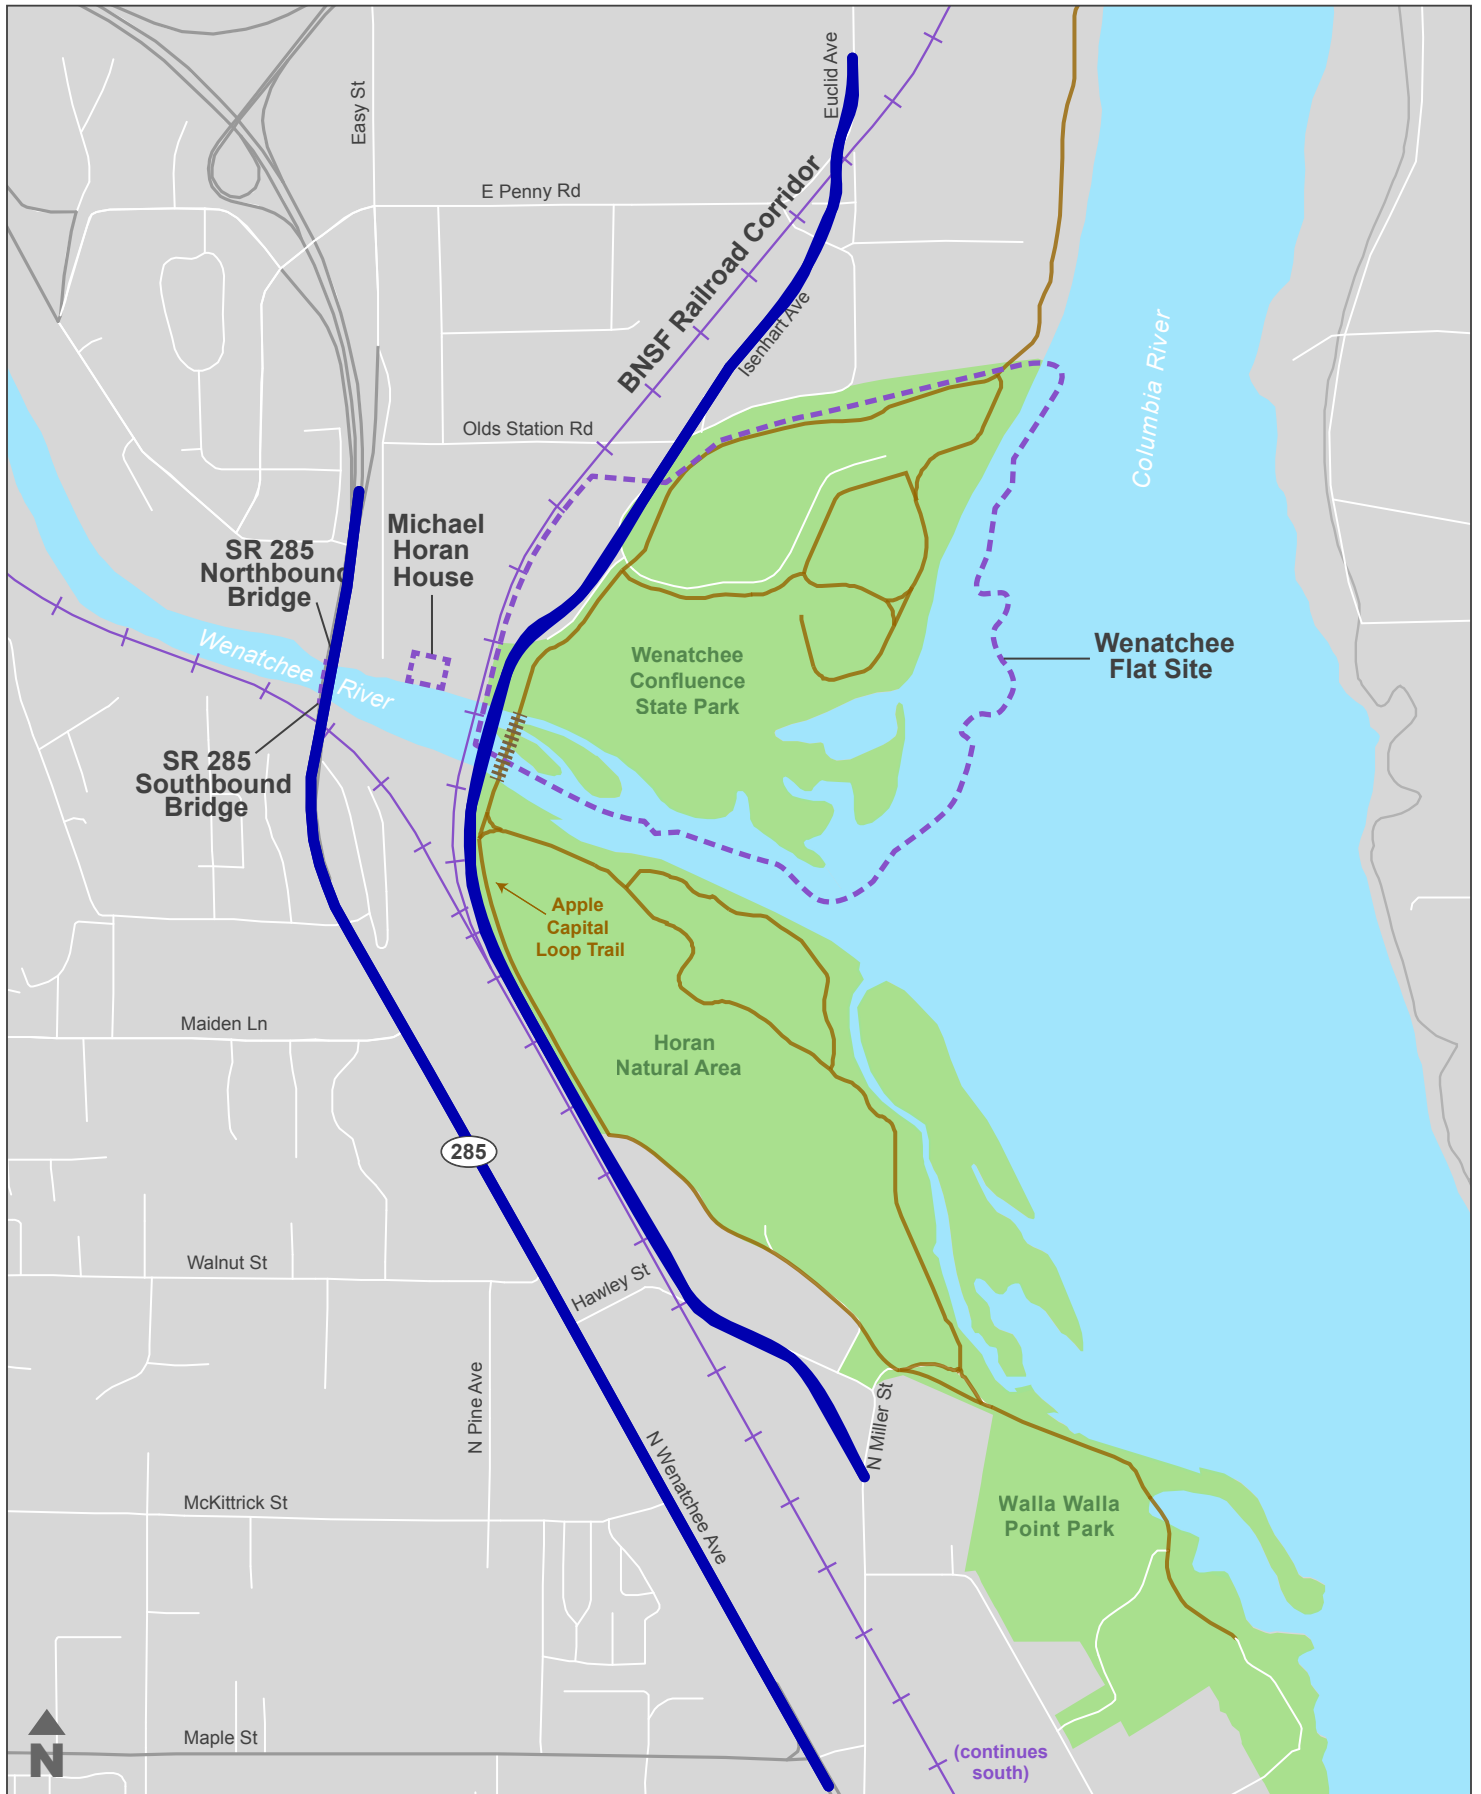 Euclid Ave
Easy St
E Penny Rd
BNSF Railroad Corridor
Isenhart Ave
Columbia River
Olds Station Rd
Michael
Horan
House
SR 285
Northbound
Bridge
Wenatchee
River
Wenatchee
Confluence
State Park
Wenatchee
Flat Site
SR 285
Southbound
Bridge
Apple
Capital
Loop Trail
Maiden Ln
Horan
Natural Area
285
Walnut St
Hawley St
N Pine Ave
N Miller St
N Wenatchee Ave
McKittrick St
Walla Walla
Point Park
Maple St
(continues
south)
N